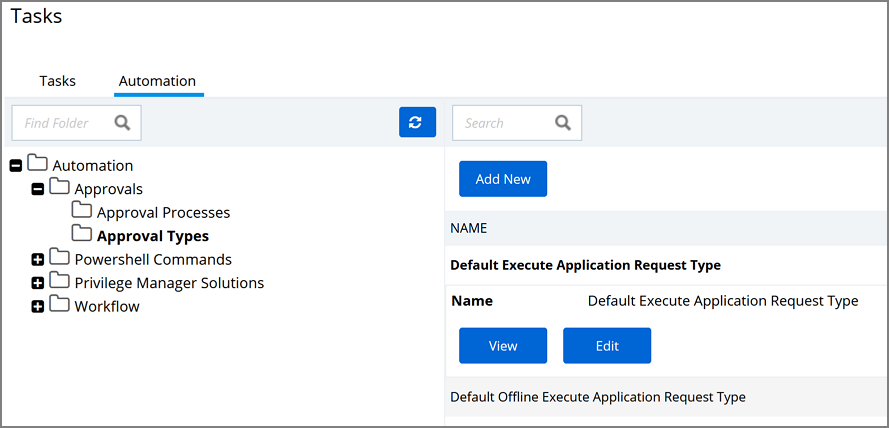 Tasks
Tasks Automation
Find Folder
Search
Automation
Approvals
Approval Processes
Approval Types
Powershell Commands
Privilege Manager Solutions
Workflow
Add New
NAME
Default Execute Application Request Type
Name Default Execute Application Request Type
View Edit
Default Offline Execute Application Request Type